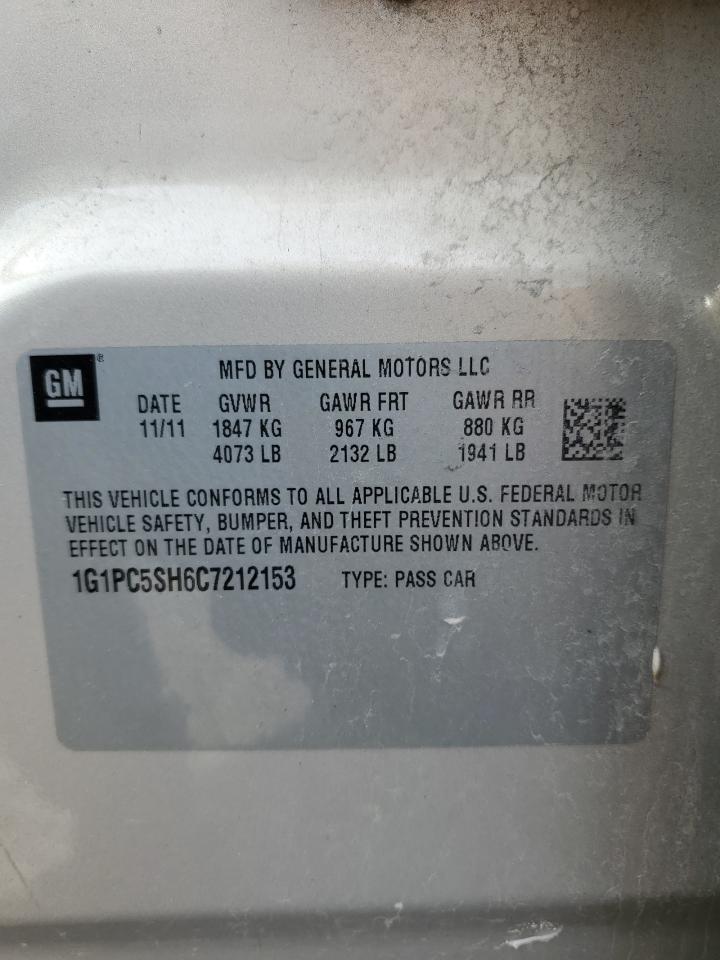 GM ®
MFD BY GENERAL MOTORS LLC
DATE GVWR GAWR FRT GAWR RR
11/11 1847 KG 967 KG 880 KG
4073 LB 2132 LB 1941 LB
THIS VEHICLE CONFORMS TO ALL APPLICABLE U.S. FEDERAL MOTOR
VEHICLE SAFETY, BUMPER, AND THEFT PREVENTION STANDARDS IN
EFFECT ON THE DATE OF MANUFACTURE SHOWN ABOVE.
1G1PC5SH6C7212153 TYPE: PASS CAR